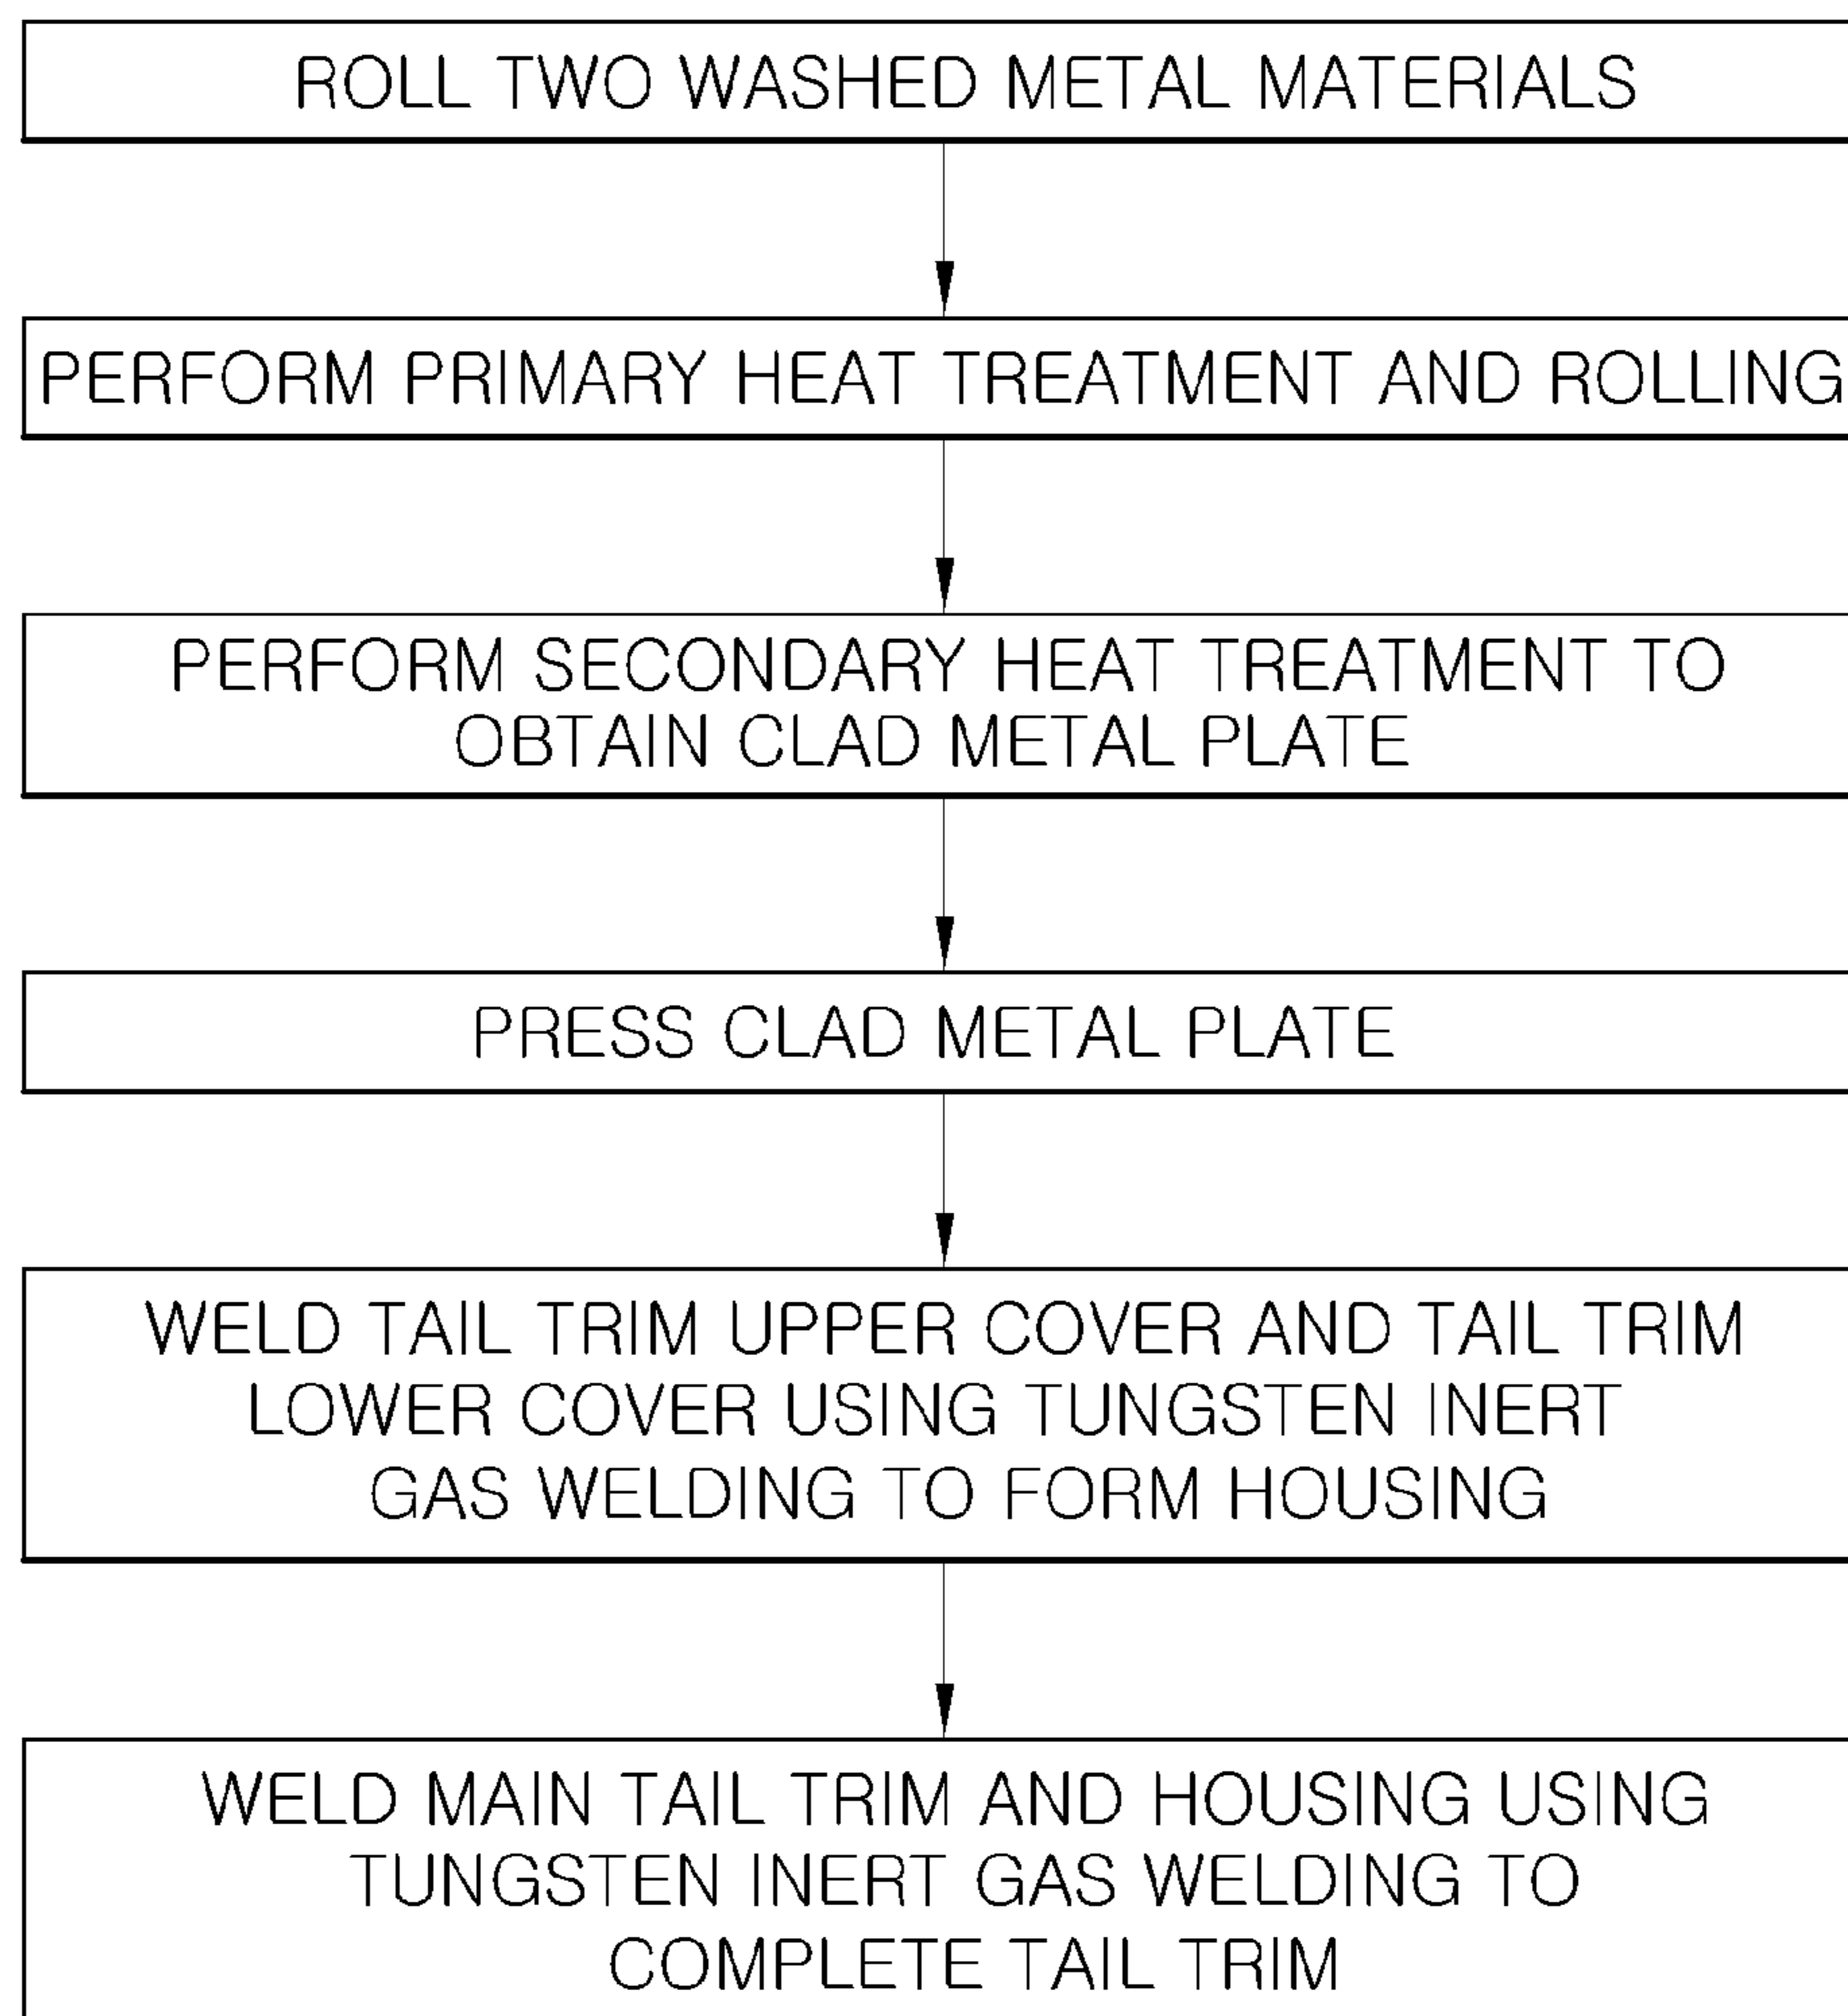 ROLL TWO WASHED METAL MATERIALS
PERFORM PRIMARY HEAT TREATMENT AND ROLLING
PERFORM SECONDARY HEAT TREATMENT TO
OBTAIN CLAD METAL PLATE
PRESS CLAD METAL PLATE
WELD TAIL TRIM UPPER COVER AND TAIL TRIM
LOWER COVER USING TUNGSTEN INERT
GAS WELDING TO FORM HOUSING
WELD MAIN TAIL TRIM AND HOUSING USING
TUNGSTEN INERT GAS WELDING TO
COMPLETE TAIL TRIM